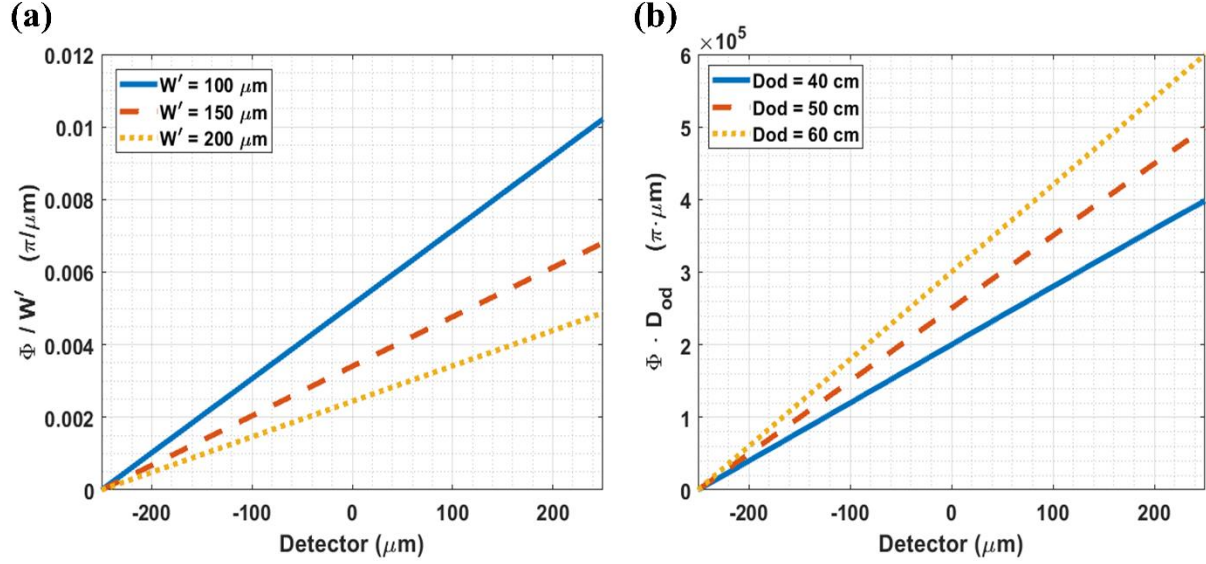 (a)
0.012
0.01
0.008
0.006
0.004
0.002
0
Φ / W′ (π/μm)
W′ = 100 μm
W′ = 150 μm
W′ = 200 μm
-200 -100 0 100 200
Detector (μm)
(b)
×10⁵
6
5
4
3
2
1
0
Φ · Dod (π·μm)
Dod = 40 cm
Dod = 50 cm
Dod = 60 cm
-200 -100 0 100 200
Detector (μm)